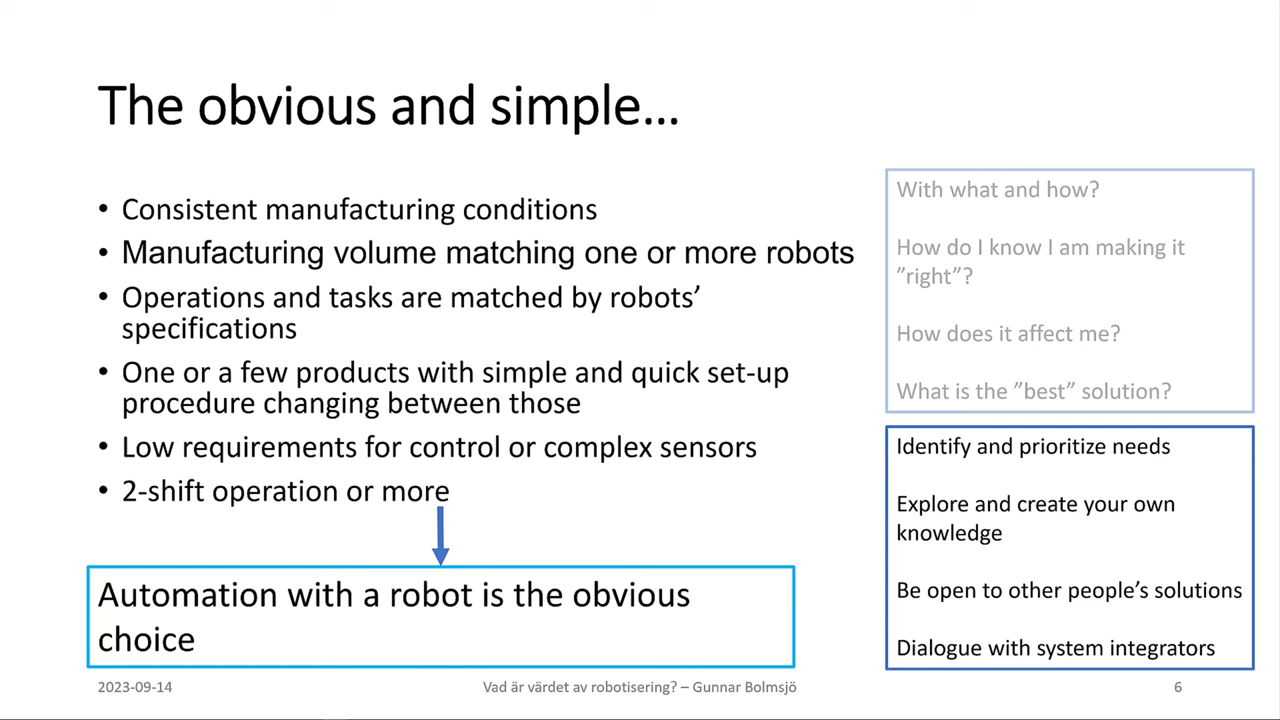 The obvious and simple…
• Consistent manufacturing conditions
• Manufacturing volume matching one or more robots
• Operations and tasks are matched by robots’
specifications
• One or a few products with simple and quick set-up
procedure changing between those
• Low requirements for control or complex sensors
• 2-shift operation or more
Automation with a robot is the obvious
choice
With what and how?
How do I know I am making it
”right”?
How does it affect me?
What is the ”best” solution?
Identify and prioritize needs
Explore and create your own
knowledge
Be open to other people’s solutions
Dialogue with system integrators
2023-09-14
Vad är värdet av robotisering? – Gunnar Bolmsjö
6